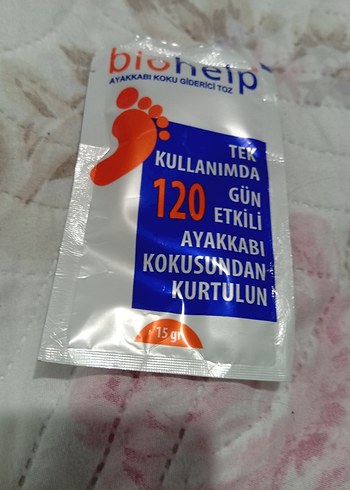 biohelp
AYAKKABI KOKU GİDERİCİ TOZ
TEK
KULLANIMDA
120 GÜN
ETKİLİ
AYAKKABI
KOKUSUNDAN
KURTULUN
15 gr